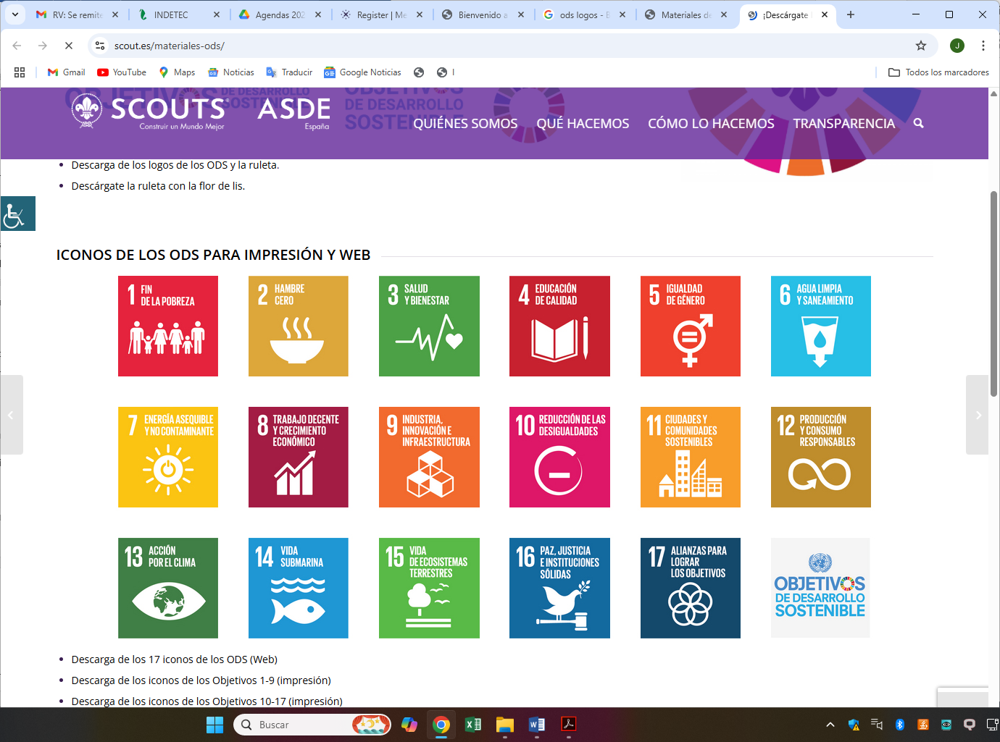 RV: Se remite
INDETEC
Agendas 202
Register | Me
Bienvenido a
ods logos - B
Materiales de
¡Descárgate
scout.es/materiales-ods/
J
Gmail
YouTube
Maps
Noticias
Traducir
Google Noticias
I
Todos los marcadores
SCOUTS
Construir un Mundo Mejor
ASDE
España
OBJETIVOS
DE DESARROLLO
SOSTENIBLE
OBJETIVOS
DE DESARROLLO
SOSTENIBLE
QUIÉNES SOMOS QUÉ HACEMOS CÓMO LO HACEMOS TRANSPARENCIA
Descarga de los logos de los ODS y la ruleta.
Descárgate la ruleta con la flor de lis.
ICONOS DE LOS ODS PARA IMPRESIÓN Y WEB
1 FIN
DE LA POBREZA
2 HAMBRE
CERO
3 SALUD
Y BIENESTAR
4 EDUCACIÓN
DE CALIDAD
5 IGUALDAD
DE GÉNERO
6 AGUA LIMPIA
Y SANEAMIENTO
7 ENERGÍA ASEQUIBLE
Y NO CONTAMINANTE
8 TRABAJO DECENTE
Y CRECIMIENTO
ECONÓMICO
9 INDUSTRIA,
INNOVACIÓN E
INFRAESTRUCTURA
10 REDUCCIÓN DE LAS
DESIGUALDADES
11 CIUDADES Y
COMUNIDADES
SOSTENIBLES
12 PRODUCCIÓN
Y CONSUMO
RESPONSABLES
13 ACCIÓN
POR EL CLIMA
14 VIDA
SUBMARINA
15 VIDA
DE ECOSISTEMAS
TERRESTRES
16 PAZ, JUSTICIA
E INSTITUCIONES
SÓLIDAS
17 ALIANZAS PARA
LOGRAR
LOS OBJETIVOS
OBJETIVOS
DE DESARROLLO
SOSTENIBLE
Descarga de los 17 iconos de los ODS (Web)
Descarga de los iconos de los Objetivos 1-9 (impresión)
Descarga de los iconos de los Objetivos 10-17 (impresión)
Buscar